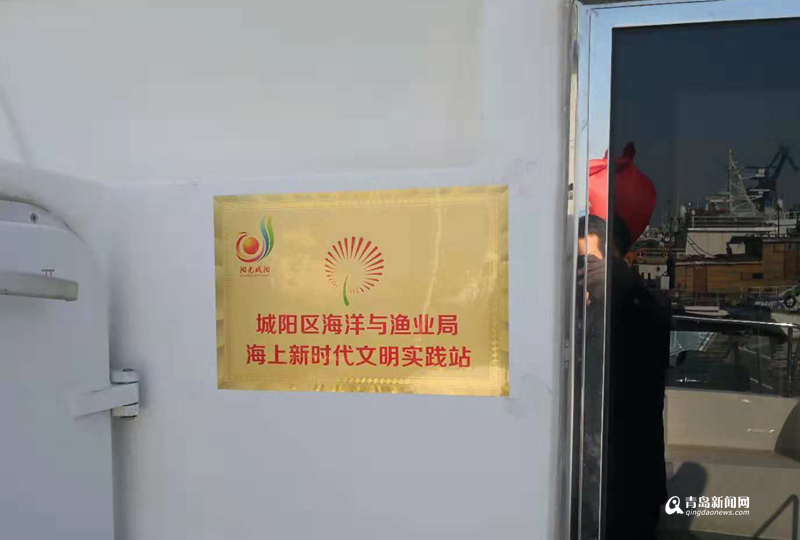 阳光城阳
城阳区海洋与渔业局
海上新时代文明实践站
青岛新闻网
qingdaonews.com